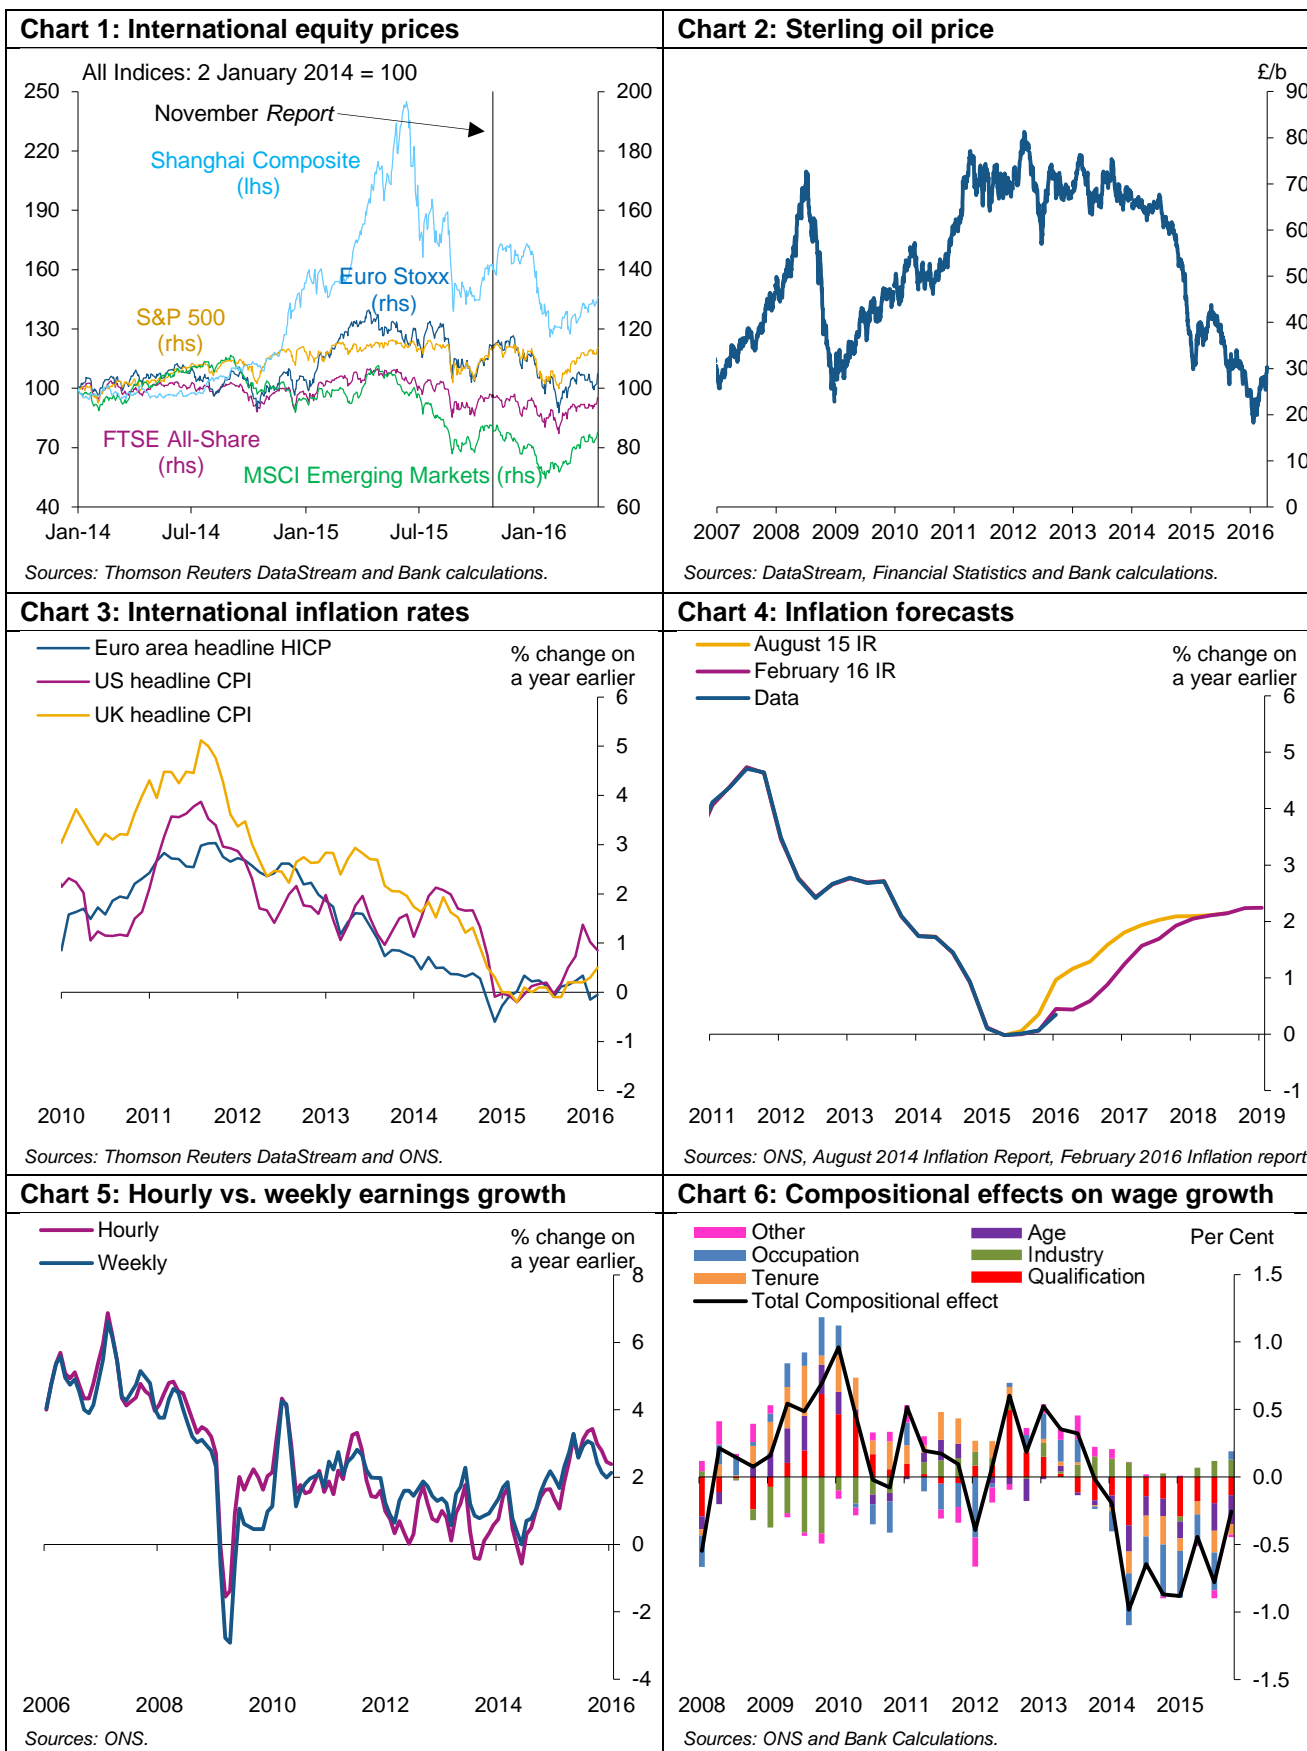 Chart 1: International equity prices
All Indices: 2 January 2014 = 100
250
220
190
160
130
100
70
40
200
180
160
140
120
100
80
60
November Report
Shanghai Composite
(lhs)
Euro Stoxx
(rhs)
S&P 500
(rhs)
FTSE All-Share
(rhs)
MSCI Emerging Markets (rhs)
Jan-14 Jul-14 Jan-15 Jul-15 Jan-16
Sources: Thomson Reuters DataStream and Bank calculations.
Chart 2: Sterling oil price
£/b
90
80
70
60
50
40
30
20
10
0
2007 2008 2009 2010 2011 2012 2013 2014 2015 2016
Sources: DataStream, Financial Statistics and Bank calculations.
Chart 3: International inflation rates
Euro area headline HICP
US headline CPI
UK headline CPI
% change on
a year earlier
6
5
4
3
2
1
0
-1
-2
2010 2011 2012 2013 2014 2015 2016
Sources: Thomson Reuters DataStream and ONS.
Chart 4: Inflation forecasts
August 15 IR
February 16 IR
Data
% change on
a year earlier
6
5
4
3
2
1
0
-1
2011 2012 2013 2014 2015 2016 2017 2018 2019
Sources: ONS, August 2014 Inflation Report, February 2016 Inflation report
Chart 5: Hourly vs. weekly earnings growth
Hourly
Weekly
% change on
a year earlier
8
6
4
2
0
-2
-4
2006 2008 2010 2012 2014 2016
Sources: ONS.
Chart 6: Compositional effects on wage growth
Other
Occupation
Tenure
Total Compositional effect
Age
Industry
Qualification
Per Cent
1.5
1.0
0.5
0.0
-0.5
-1.0
-1.5
2008 2009 2010 2011 2012 2013 2014 2015
Sources: ONS and Bank Calculations.